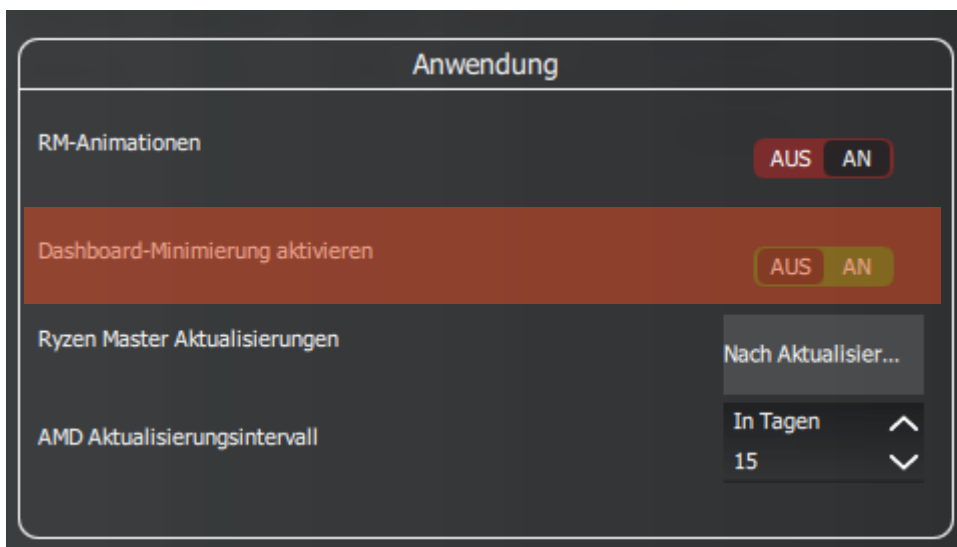 Anwendung
RM-Animationen
AUS AN
Dashboard-Minimierung aktivieren
AUS AN
Ryzen Master Aktualisierungen
Nach Aktualisier...
AMD Aktualisierungsintervall
In Tagen
15